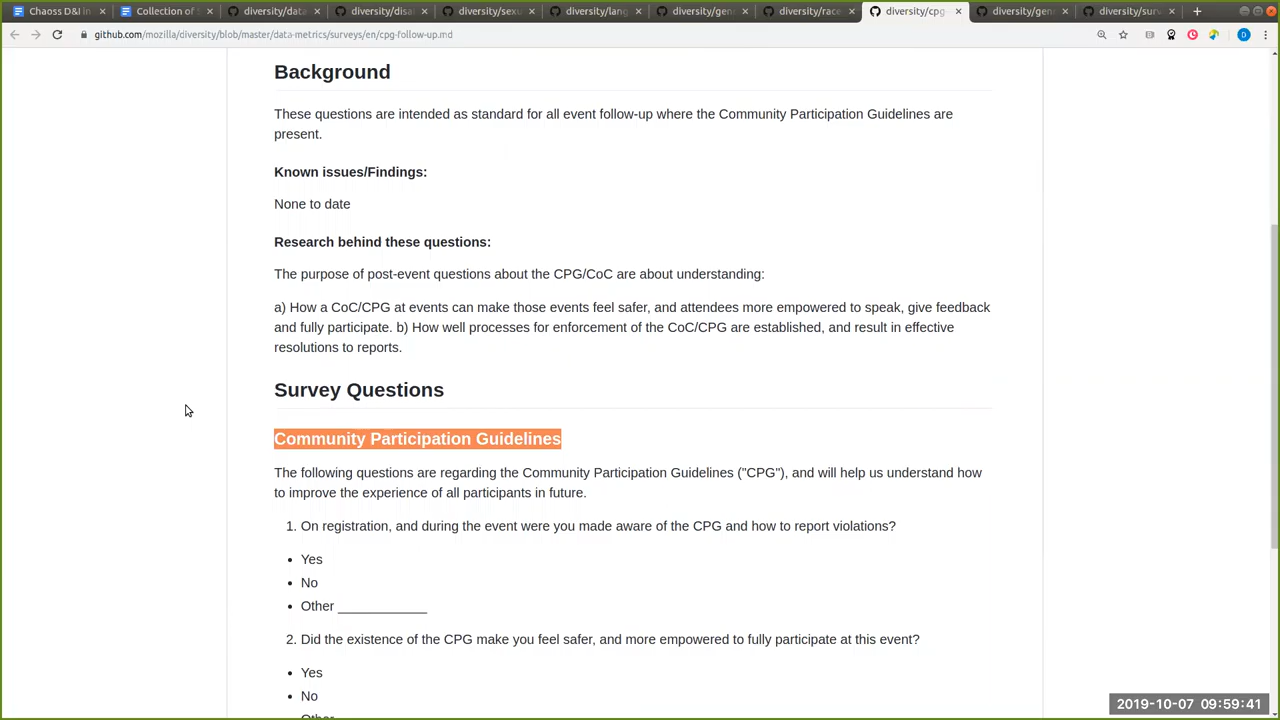 Chaoss D&I In
Collection of
diversity/data
diversity/disa
diversity/sexu
diversity/lang
diversity/gen
diversity/race
diversity/cpg
diversity/gen
diversity/surv
github.com/mozilla/diversity/blob/master/data-metrics/surveys/en/cpg-follow-up.md
D
Background
These questions are intended as standard for all event follow-up where the Community Participation Guidelines are
present.
Known issues/Findings:
None to date
Research behind these questions:
The purpose of post-event questions about the CPG/CoC are about understanding:
a) How a CoC/CPG at events can make those events feel safer, and attendees more empowered to speak, give feedback
and fully participate. b) How well processes for enforcement of the CoC/CPG are established, and result in effective
resolutions to reports.
Survey Questions
Community Participation Guidelines
The following questions are regarding the Community Participation Guidelines ("CPG"), and will help us understand how
to improve the experience of all participants in future.
1. On registration, and during the event were you made aware of the CPG and how to report violations?
• Yes
• No
• Other ____________
2. Did the existence of the CPG make you feel safer, and more empowered to fully participate at this event?
• Yes
• No
Other
2019-10-07 09:59:41